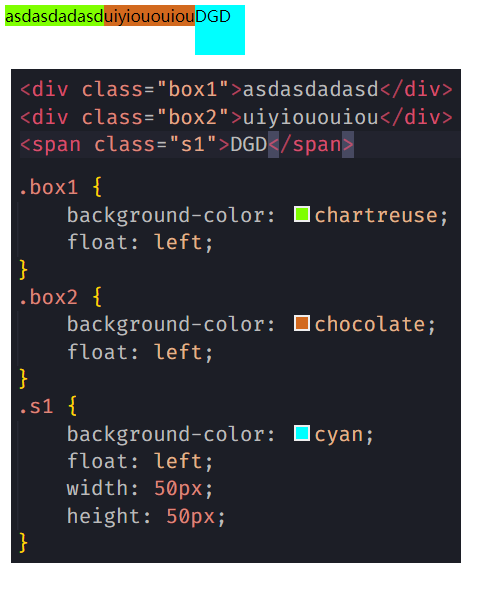 asdasdadasduiyiououiouDGD
<div class="box1">asdasdadasd</div>
<div class="box2">uiyiououiou</div>
<span class="s1">DGD</span>
.box1 {
    background-color: chartreuse;
    float: left;
}
.box2 {
    background-color: chocolate;
    float: left;
}
.s1 {
    background-color: cyan;
    float: left;
    width: 50px;
    height: 50px;
}